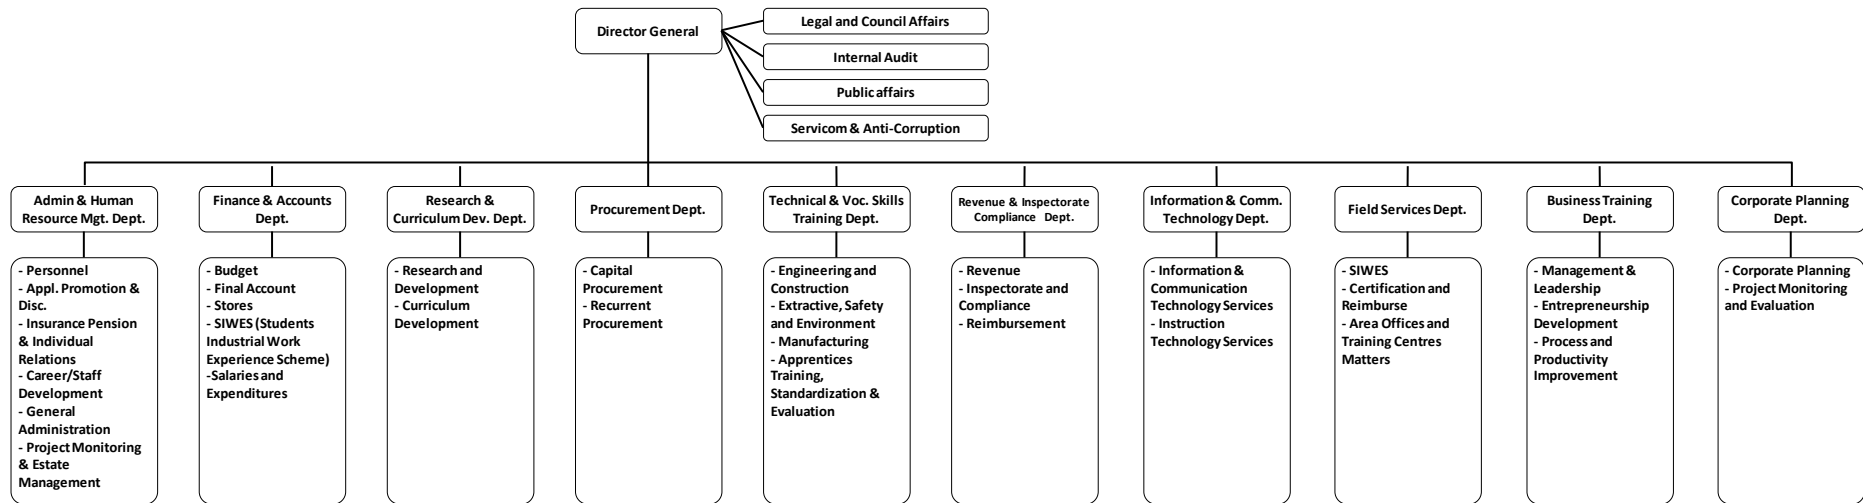 Director General
Legal and Council Affairs
Internal Audit
Public affairs
Servicom & Anti-Corruption
Admin & Human
Resource Mgt. Dept.
Finance & Accounts
Dept.
Research &
Curriculum Dev. Dept.
Procurement Dept.
Technical & Voc. Skills
Training Dept.
Revenue & Inspectorate
Compliance Dept.
Information & Comm.
Technology Dept.
Field Services Dept.
Business Training
Dept.
Corporate Planning
Dept.
- Personnel
- Appl. Promotion &
Disc.
- Insurance Pension
& Individual
Relations
- Career/Staff
Development
- General
Administration
- Project Monitoring
& Estate
Management
- Budget
- Final Account
- Stores
- SIWES (Students
Industrial Work
Experience Scheme)
-Salaries and
Expenditures
- Research and
Development
- Curriculum
Development
- Capital
Procurement
- Recurrent
Procurement
- Engineering and
Construction
- Extractive, Safety
and Environment
- Manufacturing
- Apprentices
Training,
Standardization &
Evaluation
- Revenue
- Inspectorate and
Compliance
- Reimbursement
- Information &
Communication
Technology Services
- Instruction
Technology Services
- SIWES
- Certification and
Reimburse
- Area Offices and
Training Centres
Matters
- Management &
Leadership
- Entrepreneurship
Development
- Process and
Productivity
Improvement
- Corporate Planning
- Project Monitoring
and Evaluation